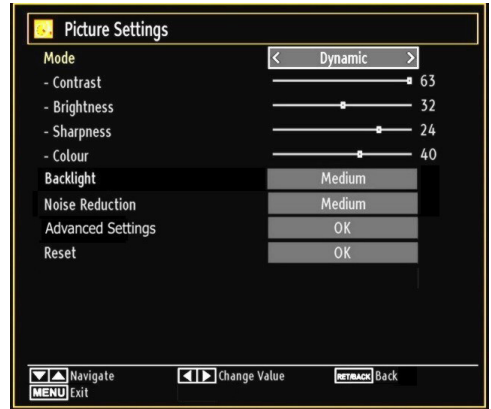 Picture Settings
Mode < Dynamic >
- Contrast 63
- Brightness 32
- Sharpness 24
- Colour 40
Backlight Medium
Noise Reduction Medium
Advanced Settings OK
Reset OK
Navigate Change Value RET/BACK Back
MENU Exit